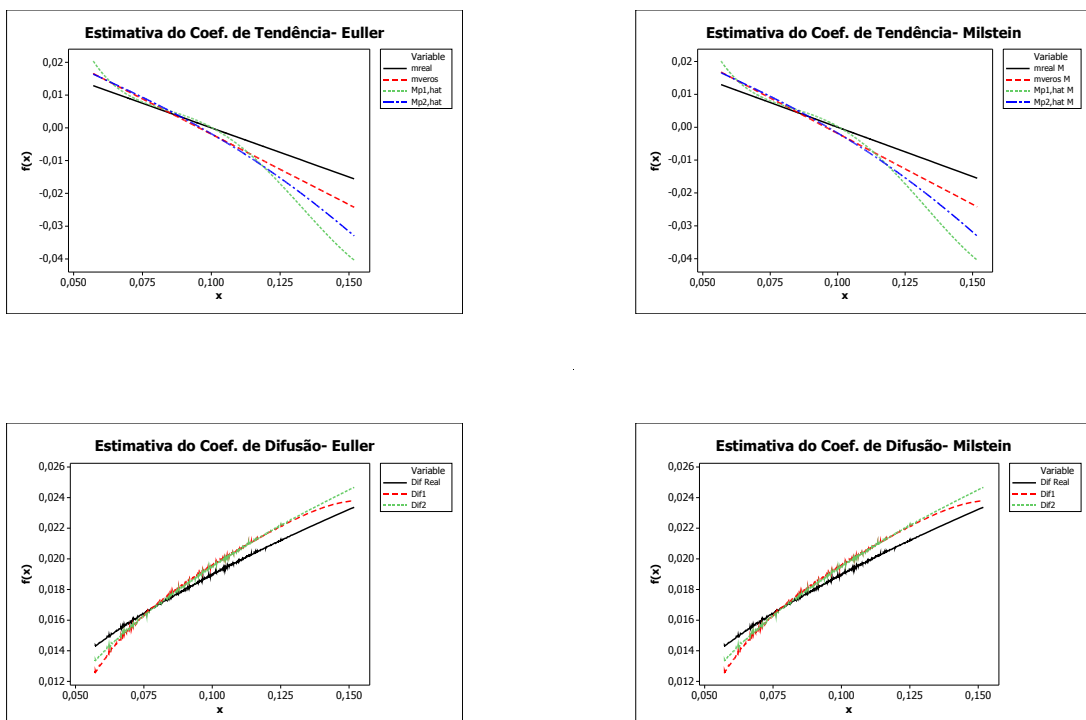 Estimativa do Coef. de Tendência- Euller
0,02
0,01
0,00
-0,01
-0,02
-0,03
-0,04
f(x)
0,050 0,075 0,100 0,125 0,150
x
Variable
mreal
mveros
Mp1,hat
Mp2,hat
Estimativa do Coef. de Tendência- Milstein
0,02
0,01
0,00
-0,01
-0,02
-0,03
-0,04
f(x)
0,050 0,075 0,100 0,125 0,150
x
Variable
mreal M
mveros M
Mp1,hat M
Mp2,hat M
Estimativa do Coef. de Difusão- Euller
0,026
0,024
0,022
0,020
0,018
0,016
0,014
0,012
f(x)
0,050 0,075 0,100 0,125 0,150
x
Variable
Dif Real
Dif1
Dif2
Estimativa do Coef. de Difusão- Milstein
0,026
0,024
0,022
0,020
0,018
0,016
0,014
0,012
f(x)
0,050 0,075 0,100 0,125 0,150
x
Variable
Dif Real
Dif1
Dif2